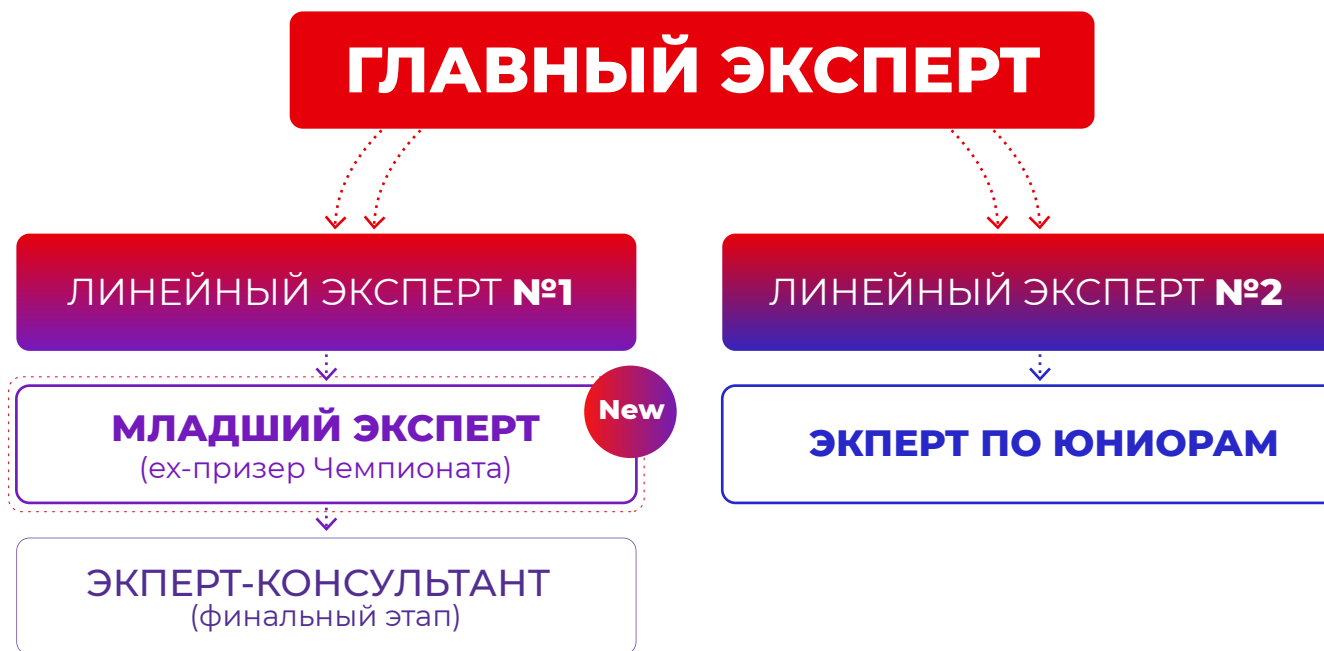 ГЛАВНЫЙ ЭКСПЕРТ
ЛИНЕЙНЫЙ ЭКСПЕРТ №1
ЛИНЕЙНЫЙ ЭКСПЕРТ №2
New
МЛАДШИЙ ЭКСПЕРТ
(ех-призер Чемпионата)
ЭКПЕРТ ПО ЮНИОРАМ
ЭКПЕРТ-КОНСУЛЬТАНТ
(финальный этап)